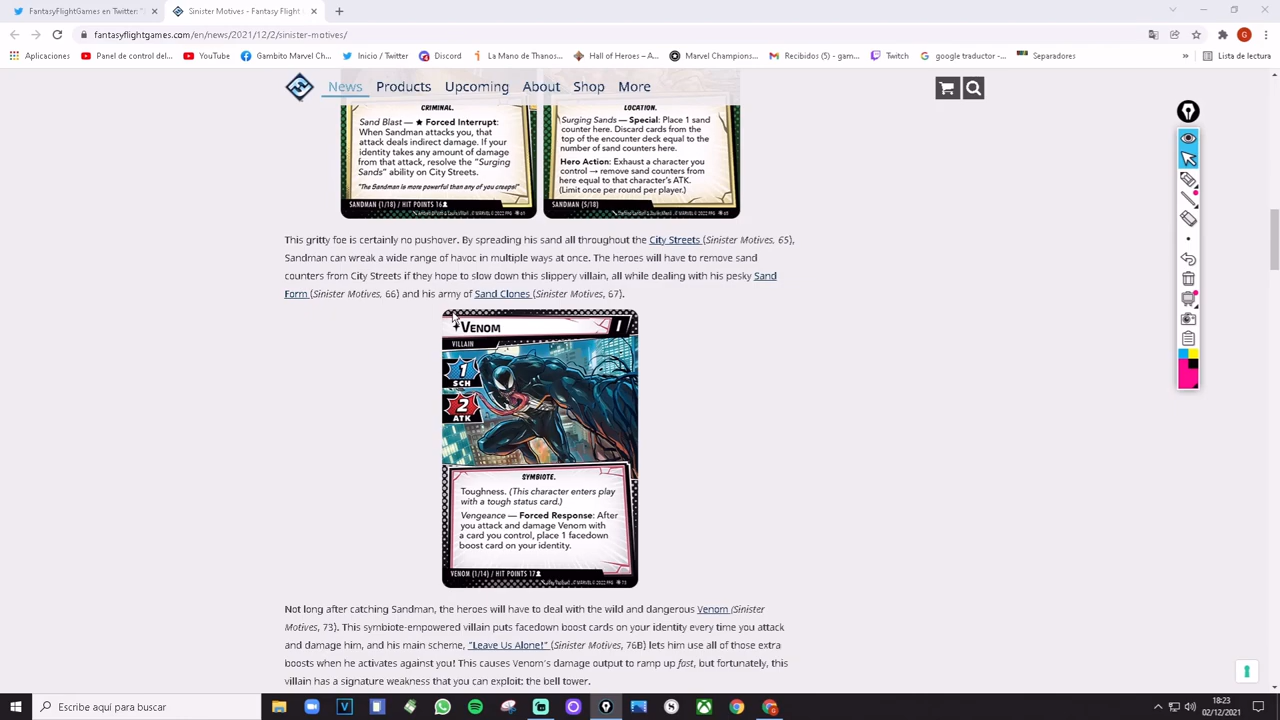 FantasyFlightGames en Twitter: "S
Sinister Motives - Fantasy Flight
fantasyflightgames.com/en/news/2021/12/2/sinister-motives/
Aplicaciones
Panel de control del...
YouTube
Gambito Marvel Ch...
Inicio / Twitter
Discord
La Mano de Thanos...
Hall of Heroes – A...
Marvel Champions...
Recibidos (5) - gam...
Twitch
google traductor -...
Separadores
»
Lista de lectura
News
Products
Upcoming
About
Shop
More
CRIMINAL.
Sand Blast — ★ Forced Interrupt:
When Sandman attacks you, that
attack deals indirect damage. If your
identity takes any amount of damage
from that attack, resolve the "Surging
Sands" ability on City Streets.
"The Sandman is more powerful than any of you creeps!"
SANDMAN (1/18) / HIT POINTS 16
LOCATION.
Surging Sands — Special: Place 1 sand
counter here. Discard cards from the
top of the encounter deck equal to the
number of sand counters here.
Hero Action: Exhaust a character you
control → remove sand counters from
here equal to that character's ATK.
(Limit once per round per player.)
SANDMAN (5/18)
This gritty foe is certainly no pushover. By spreading his sand all throughout the City Streets (Sinister Motives, 65),
Sandman can wreak a wide range of havoc in multiple ways at once. The heroes will have to remove sand
counters from City Streets if they hope to slow down this slippery villain, all while dealing with his pesky Sand
Form (Sinister Motives, 66) and his army of Sand Clones (Sinister Motives, 67).
VENOM
I
VILLAIN
1
SCH
2
ATK
SYMBIOTE.
Toughness. (This character enters play
with a tough status card.)
Vengeance — Forced Response: After
you attack and damage Venom with
a card you control, place 1 facedown
boost card on your identity.
VENOM (1/14) / HIT POINTS 17
Not long after catching Sandman, the heroes will have to deal with the wild and dangerous Venom (Sinister
Motives, 73). This symbiote-empowered villain puts facedown boost cards on your identity every time you attack
and damage him, and his main scheme, "Leave Us Alone!" (Sinister Motives, 76B) lets him use all of those extra
boosts when he activates against you! This causes Venom's damage output to ramp up fast, but fortunately, this
villain has a signature weakness that you can exploit: the bell tower.
Escribe aquí para buscar
18:23
02/12/2021